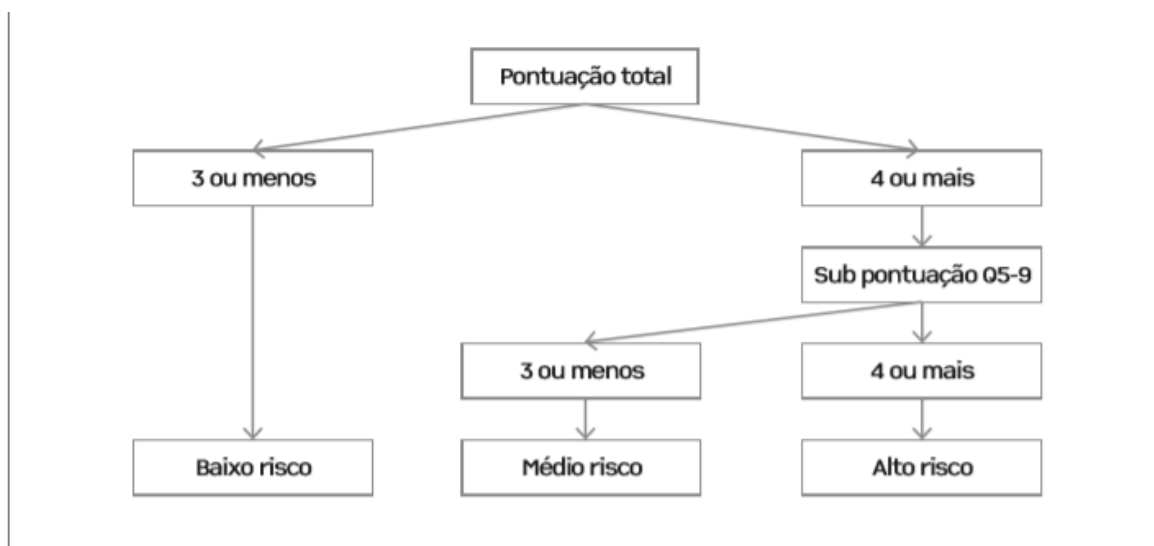 Pontuação total
3 ou menos
4 ou mais
Sub pontuação Q5-9
3 ou menos
4 ou mais
Baixo risco
Médio risco
Alto risco